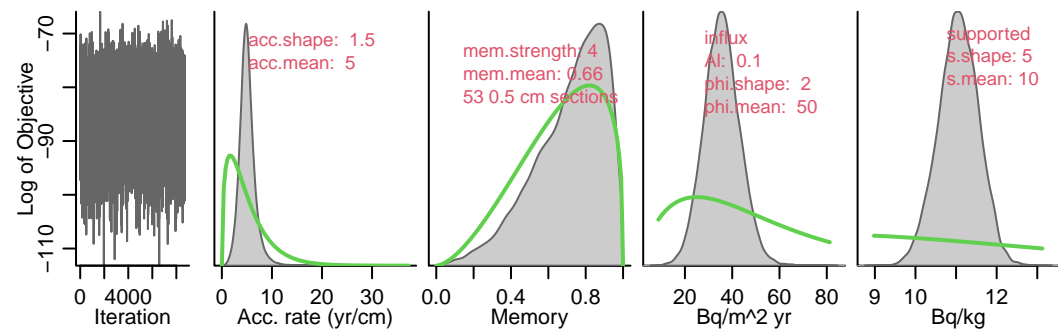 Log of Objective
−70
−90
−110
0 4000
Iteration
acc.shape: 1.5
acc.mean: 5
0 10 20 30
Acc. rate (yr/cm)
mem.strength: 4
mem.mean: 0.66
53 0.5 cm sections
0.0 0.4 0.8
Memory
influx
Al: 0.1
phi.shape: 2
phi.mean: 50
20 40 60 80
Bq/m^2 yr
supported
s.shape: 5
s.mean: 10
9 10 12
Bq/kg